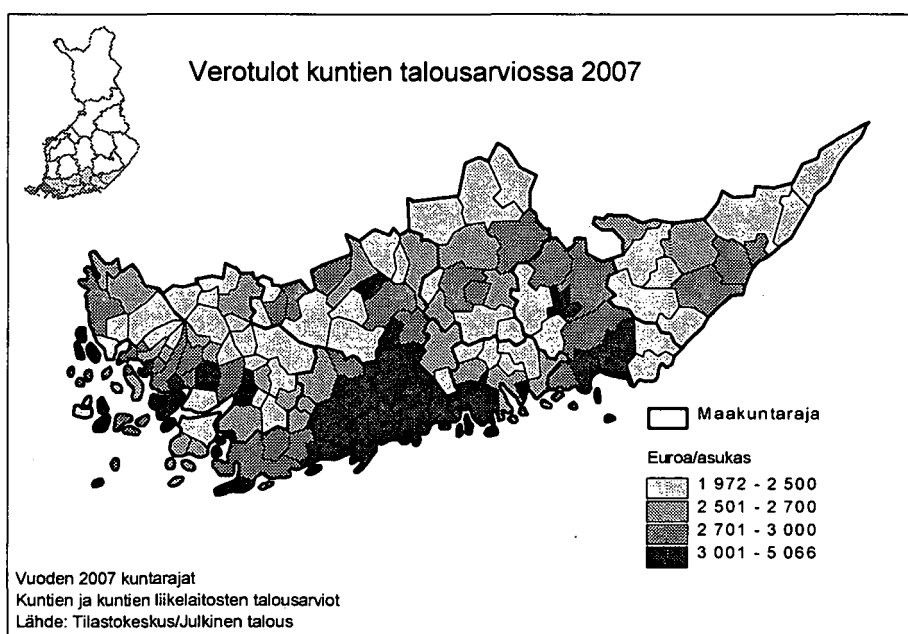 Verotulot kuntien talousarviossa 2007
Maakuntaraja
Euroa/asukas
1 972 - 2 500
2 501 - 2 700
2 701 - 3 000
3 001 - 5 066
Vuoden 2007 kuntarajat
Kuntien ja kuntien liikelaitosten talousarviot
Lähde: Tilastokeskus/Julkinen talous